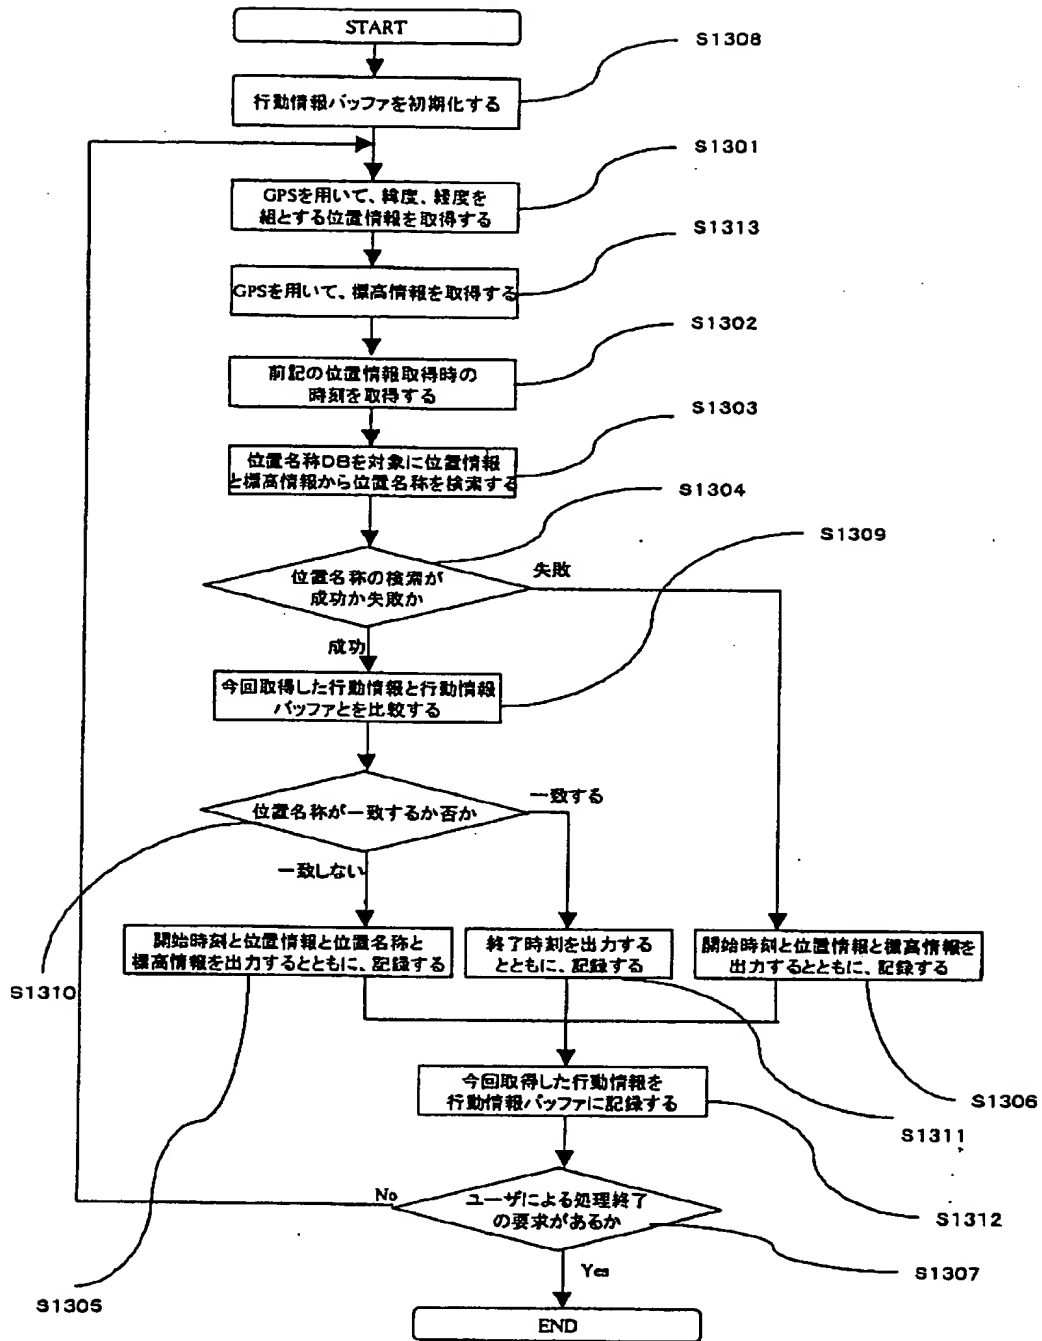 START
S1308
行動情報バッファを初期化する
S1301
GPSを用いて、緯度、経度を
組とする位置情報を取得する
S1313
GPSを用いて、標高情報を取得する
S1302
前記の位置情報取得時の
時刻を取得する
S1303
位置名称DBを対象に位置情報
と標高情報から位置名称を検索する
S1304
S1309
位置名称の検索が
成功か失敗か
失敗
成功
今回取得した行動情報と行動情報
バッファとを比較する
一致する
位置名称が一致するか否か
一致しない
開始時刻と位置情報と位置名称と
標高情報を出力するとともに、記録する
終了時刻を出力する
とともに、記録する
開始時刻と位置情報と標高情報を
出力するとともに、記録する
S1310
今回取得した行動情報を
行動情報バッファに記録する
S1306
S1311
No
ユーザによる処理終了
の要求があるか
S1312
Yes
S1307
S1305
END